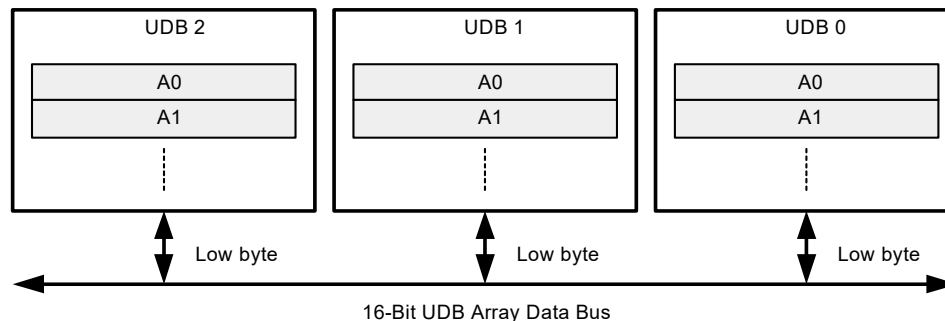 UDB 2 UDB 1 UDB 0
A0 A0 A0
A1 A1 A1
Low byte Low byte Low byte
16-Bit UDB Array Data Bus